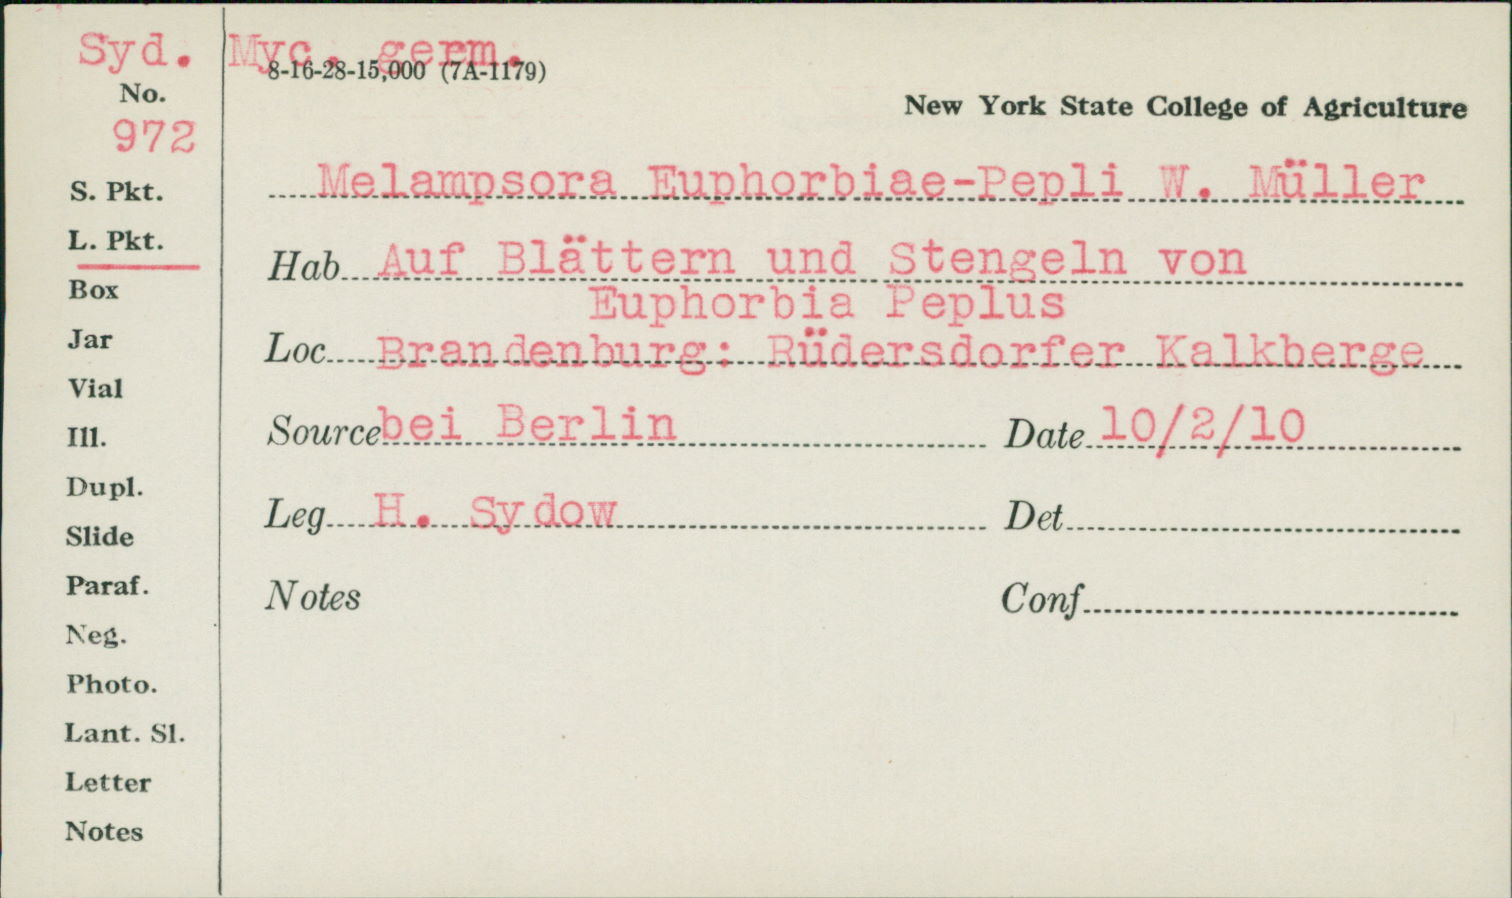 Syd. Myc. germ.
8-16-28-15,000 (7A-1179)
No.
972
New York State College of Agriculture
S. Pkt.
Melampsora Euphorbiae-Pepli W. Müller
L. Pkt.
Hab Auf Blättern und Stengeln von
Box
Euphorbia Peplus
Jar
Loc Brandenburg: Rüdersdorfer Kalkberge
Vial
Ill.
Source bei Berlin Date 10/2/10
Dupl.
Leg H. Sydow Det
Slide
Paraf.
Notes Conf
Neg.
Photo.
Lant. Sl.
Letter
Notes